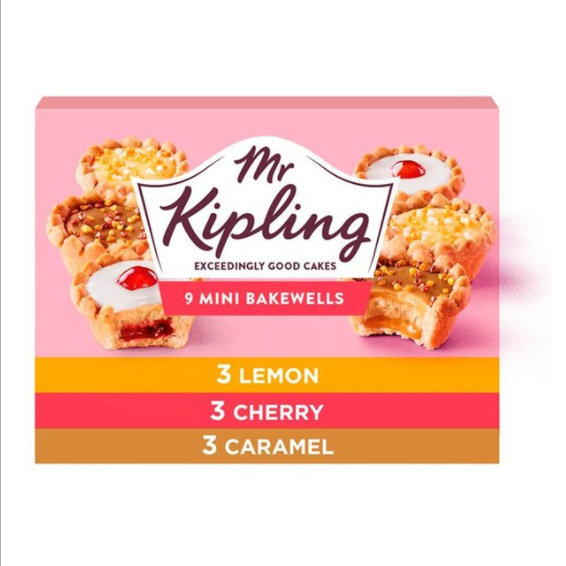 Mr
Kipling
EXCEEDINGLY GOOD CAKES
9 MINI BAKEWELLS
3 LEMON
3 CHERRY
3 CARAMEL